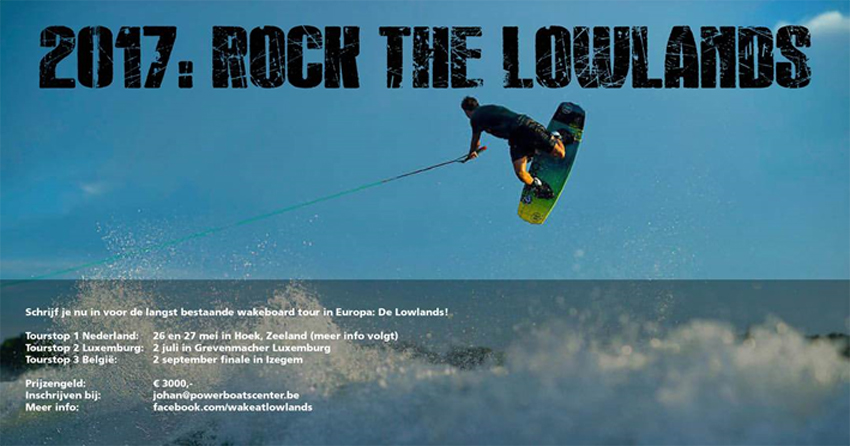 2017: ROCK THE LOWLANDS
Schrijf je nu in voor de langst bestaande wakeboard tour in Europa: De Lowlands!
Tourstop 1 Nederland: 26 en 27 mei in Hoek, Zeeland (meer info volgt)
Tourstop 2 Luxemburg: 2 juli in Grevenmacher Luxemburg
Tourstop 3 België: 2 september finale in Izegem
Prijzengeld: € 3000,-
Inschrijven bij: johan@powerboatscenter.be
Meer info: facebook.com/wakeatlowlands